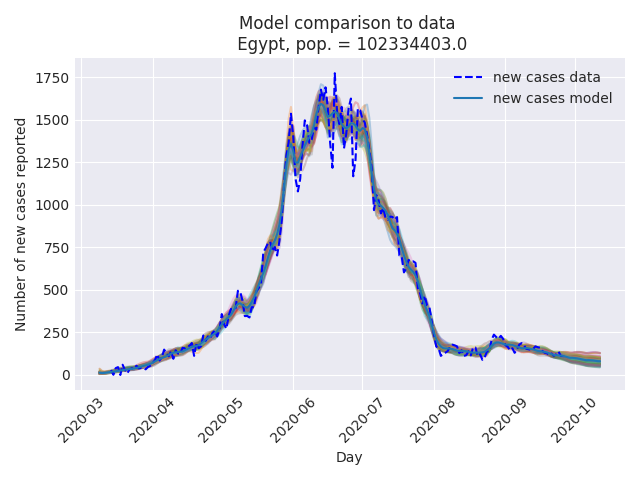 Model comparison to data
Egypt, pop. = 102334403.0
new cases data
new cases model
Number of new cases reported
1750
1500
1250
1000
750
500
250
0
2020-03
2020-04
2020-05
2020-06
2020-07
2020-08
2020-09
2020-10
Day